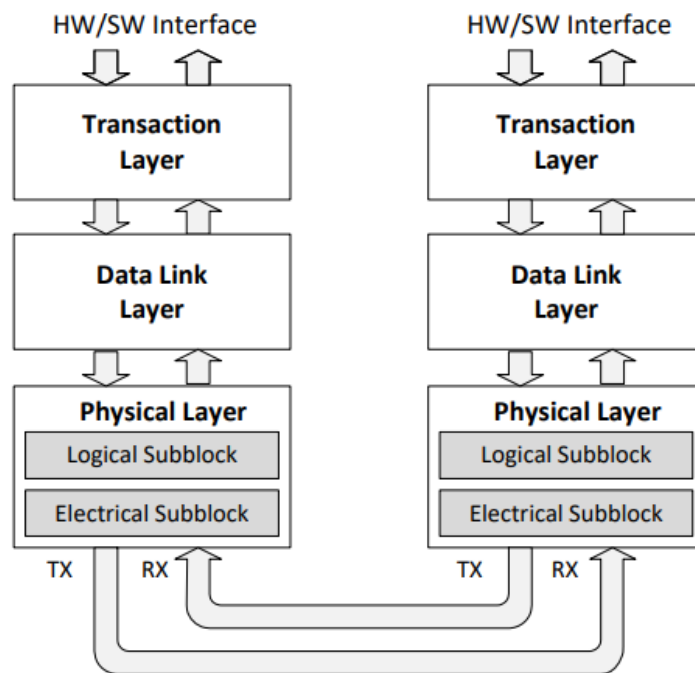 HW/SW Interface
HW/SW Interface
Transaction
Layer
Transaction
Layer
Data Link
Layer
Data Link
Layer
Physical Layer
Logical Subblock
Electrical Subblock
Physical Layer
Logical Subblock
Electrical Subblock
TX
RX
TX
RX